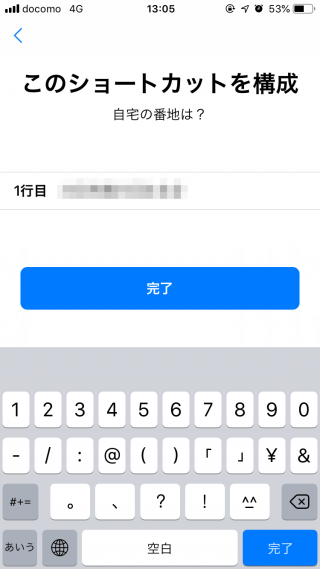 docomo 4G 13:05 53%
このショートカットを構成
自宅の番地は？
1行目
完了
1 2 3 4 5 6 7 8 9 0
- / : @ ( ) 「 」 ¥ &
#+= 。 、 ? ! ^_^
あいう 空白 完了